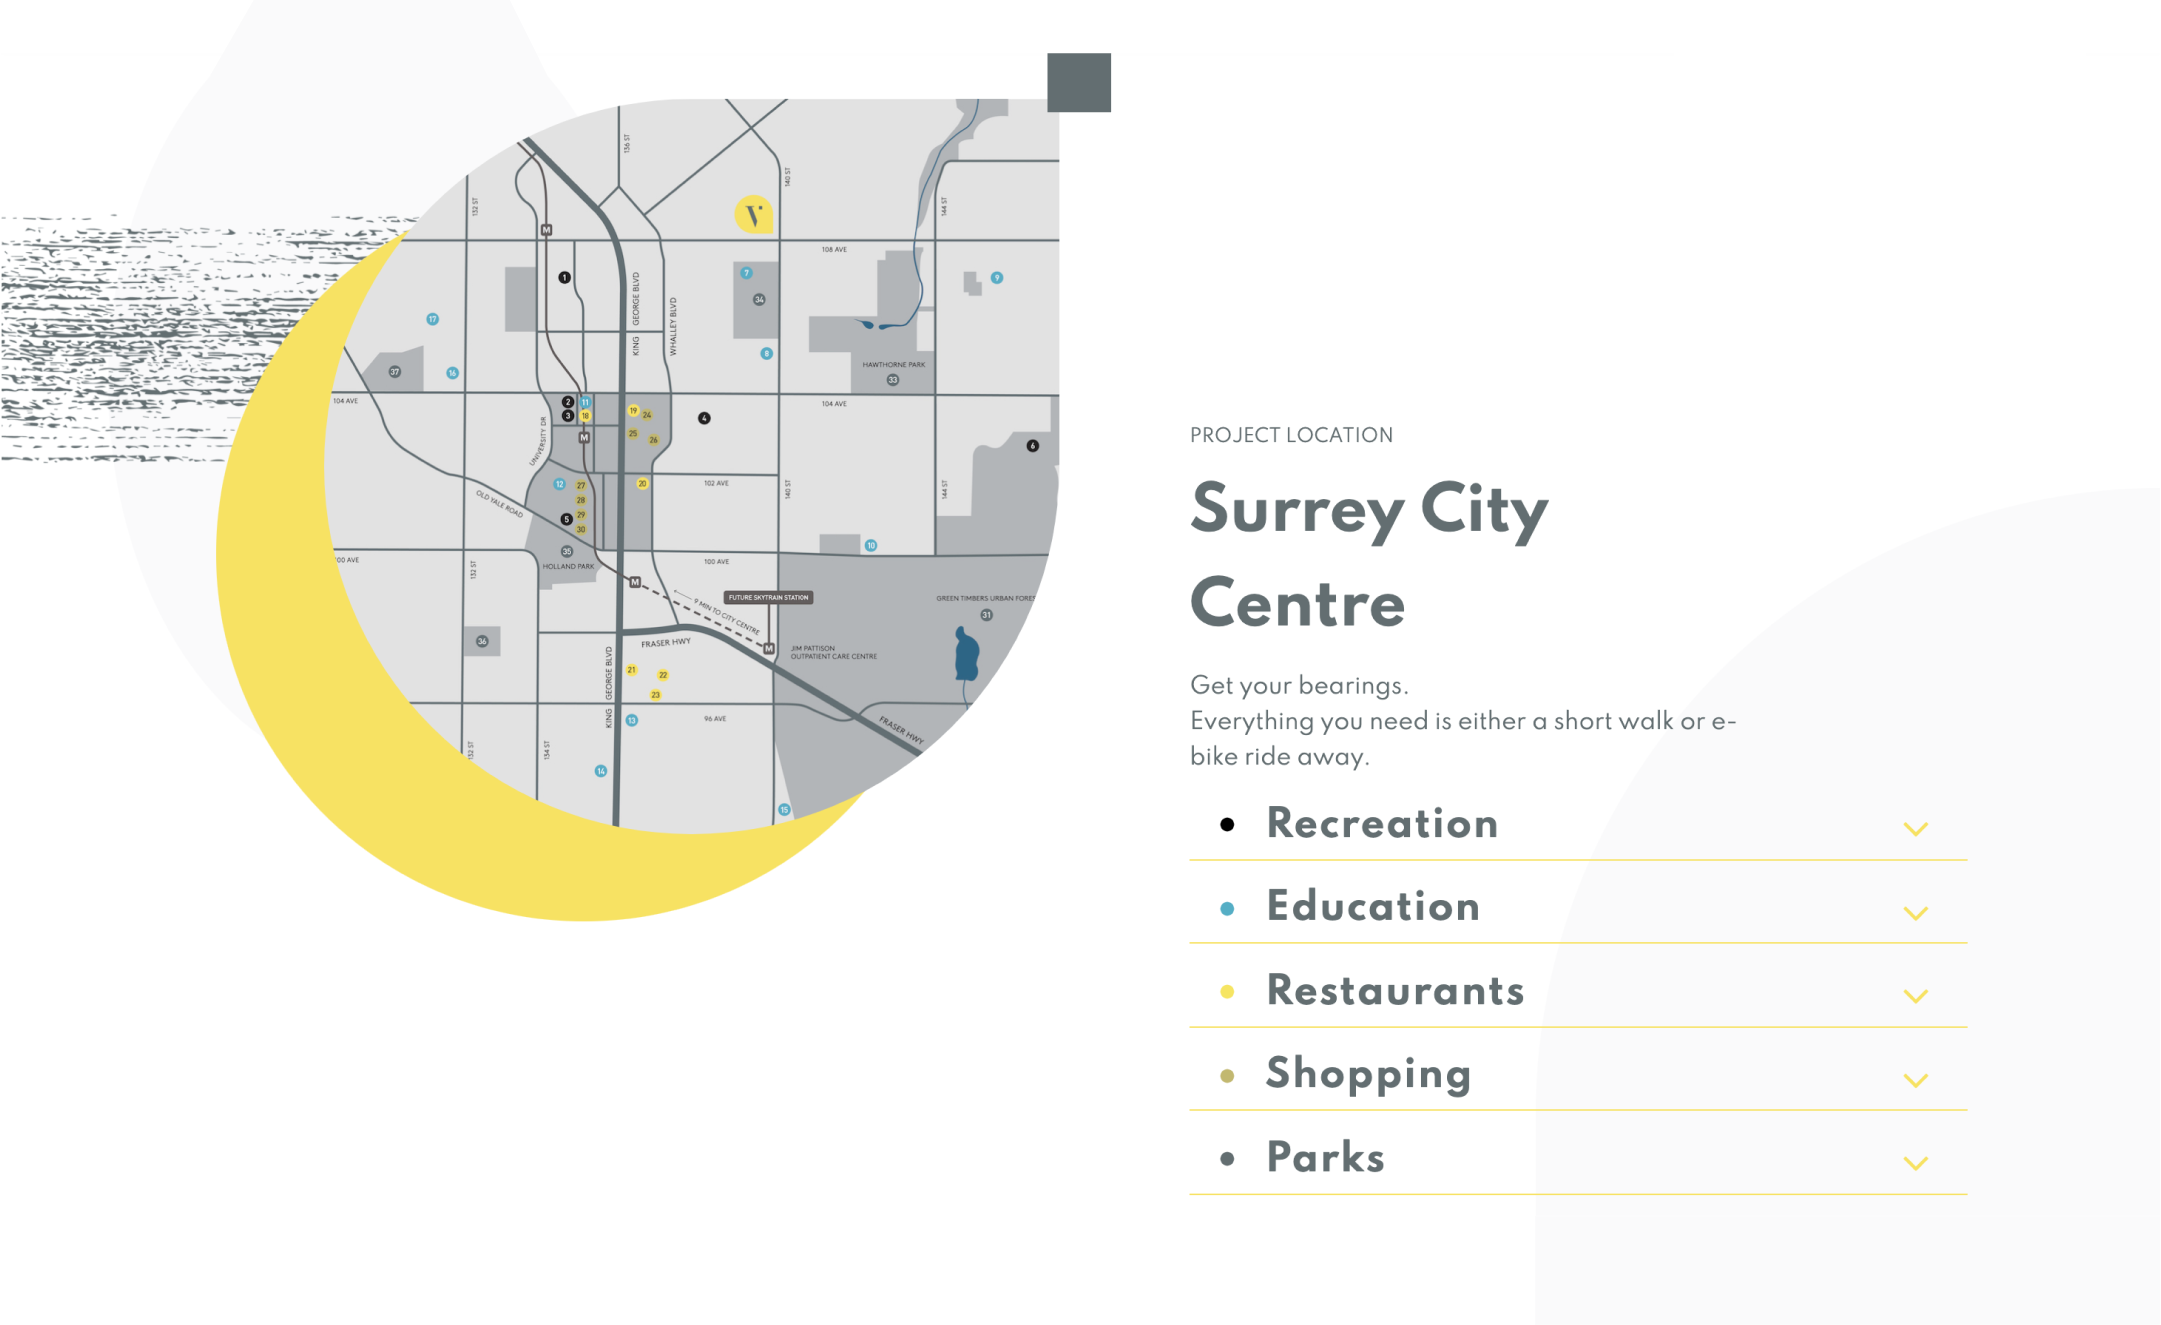 136 ST
140 ST
132 ST
144 ST
M
V
108 AVE
1
7
9
34
KING GEORGE BLVD
WHALLEY BLVD
17
8
HAWTHORNE PARK
37
16
33
104 AVE
104 AVE
2
11
3
18
19
24
4
25
26
M
6
UNIVERSITY DR
12
27
20
102 AVE
140 ST
144 ST
OLD YALE ROAD
28
5
29
30
10
35
HOLLAND PARK
00 AVE
100 AVE
132 ST
M
9 MIN TO CITY CENTRE
FUTURE SKYTRAIN STATION
GREEN TIMBERS URBAN FORES
31
36
FRASER HWY
M
JIM PATTISON
OUTPATIENT CARE CENTRE
KING GEORGE BLVD
21
22
23
13
96 AVE
FRASER HWY
132 ST
134 ST
14
15
PROJECT LOCATION
Surrey City
Centre
Get your bearings.
Everything you need is either a short walk or e-
bike ride away.
Recreation
Education
Restaurants
Shopping
Parks